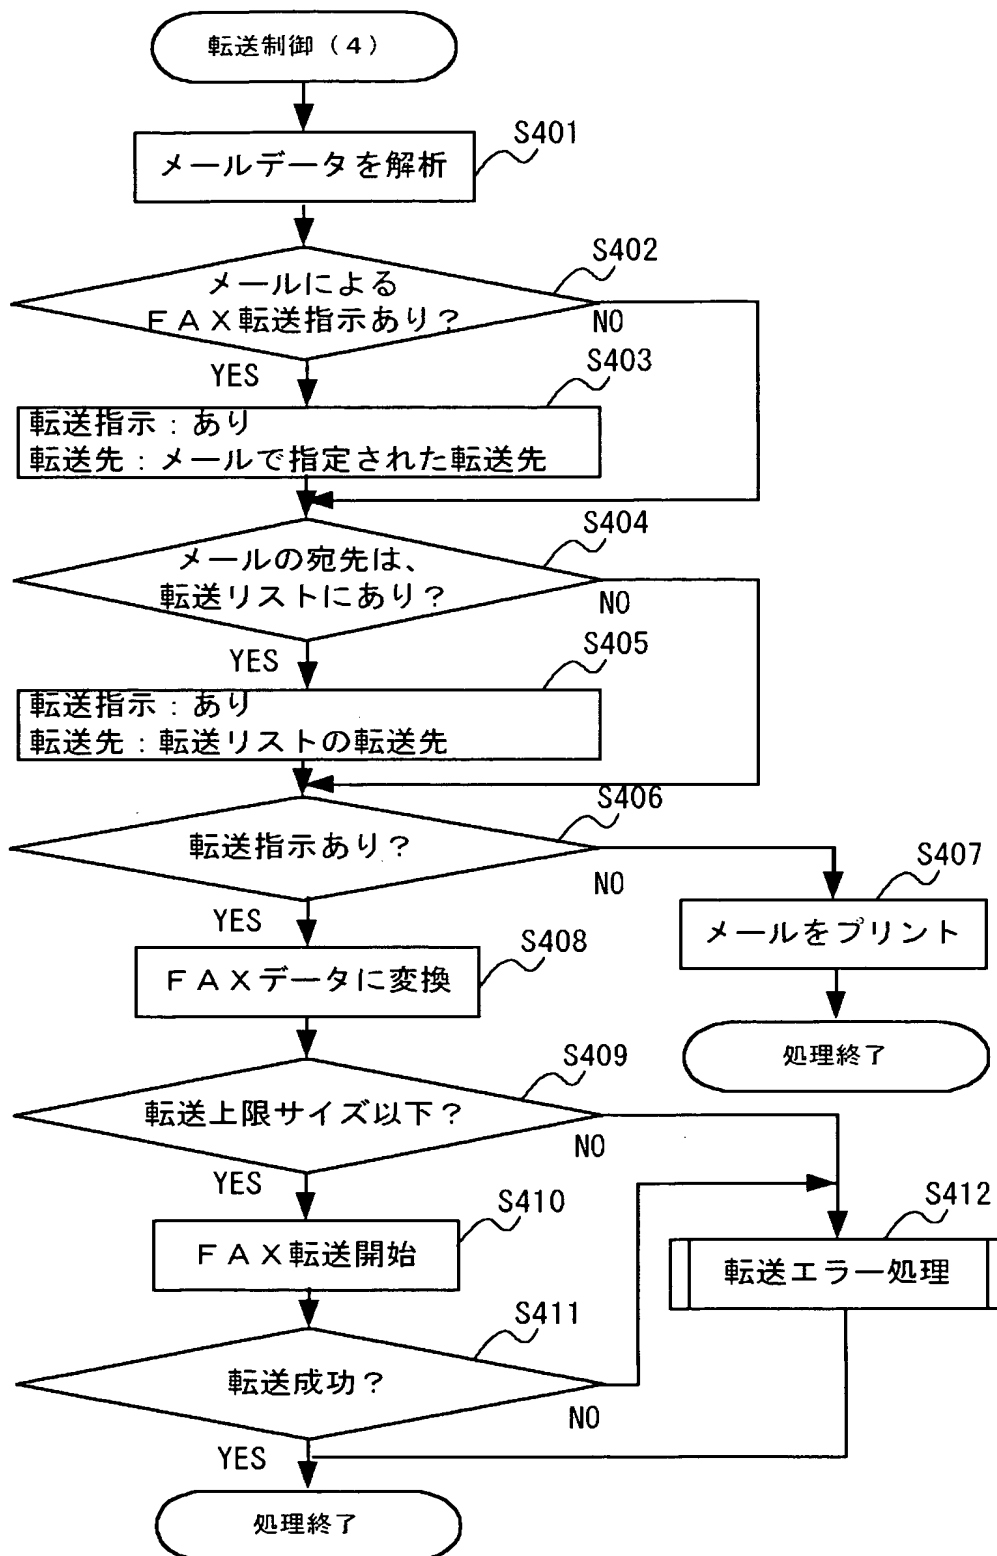 転送制御（４）
S401
メールデータを解析
S402
メールによる
ＦＡＸ転送指示あり？
NO
YES
S403
転送指示：あり
転送先：メールで指定された転送先
S404
メールの宛先は、
転送リストにあり？
NO
YES
S405
転送指示：あり
転送先：転送リストの転送先
S406
転送指示あり？
NO
YES
S407
メールをプリント
処理終了
S408
ＦＡＸデータに変換
S409
転送上限サイズ以下？
NO
YES
S410
ＦＡＸ転送開始
S412
転送エラー処理
S411
転送成功？
NO
YES
処理終了